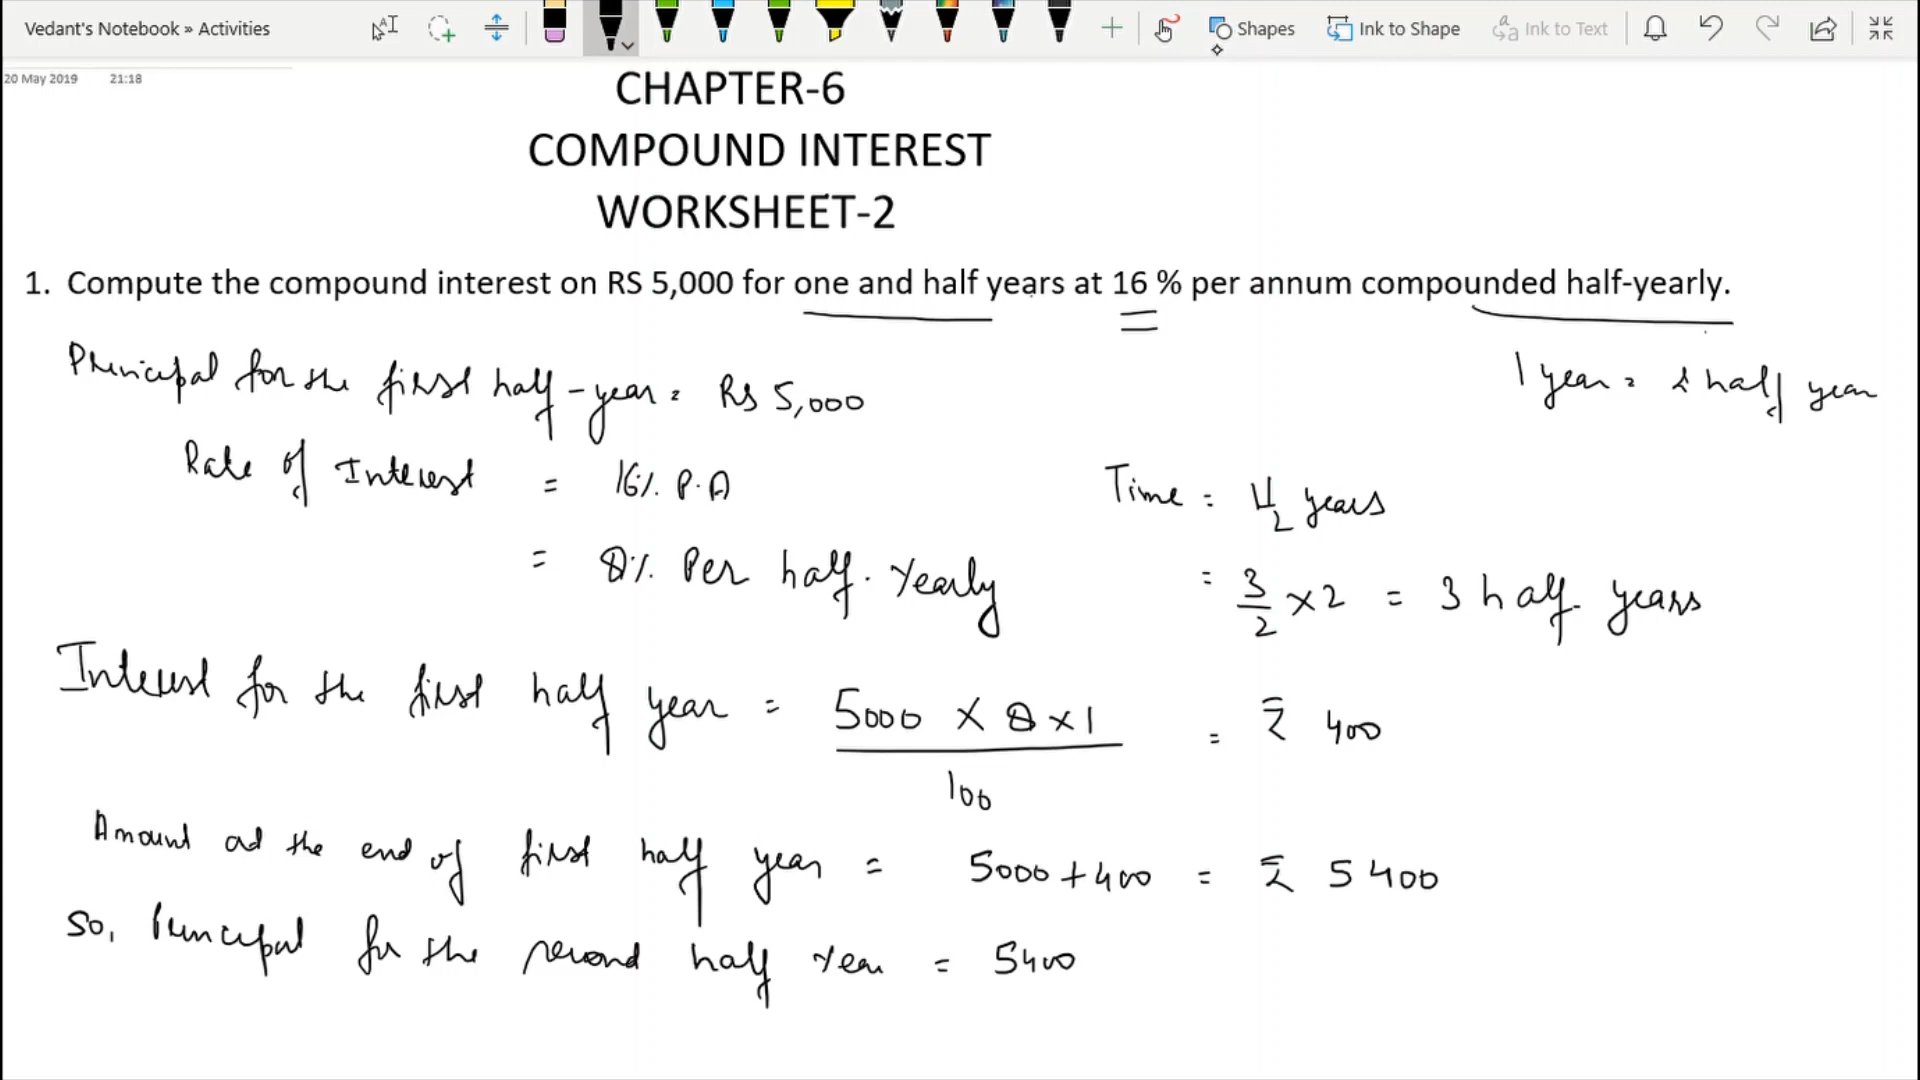 Vedant's Notebook » Activities
Shapes
Ink to Shape
Ink to Text
20 May 2019 21:18
CHAPTER-6
COMPOUND INTEREST
WORKSHEET-2
1. Compute the compound interest on RS 5,000 for one and half years at 16 % per annum compounded half-yearly.
1 year = 2 half year
Principal for the first half-year = Rs 5,000
Rate of Interest = 16% P.A
Time = 1 1/2 years
= 8% Per half. Yearly
= 3/2 × 2 = 3 half years
Interest for the first half year = 5000 × 8 × 1 / 100 = ₹ 400
Amount at the end of first half year = 5000 + 400 = ₹ 5400
So, Principal for the second half Year = 5400